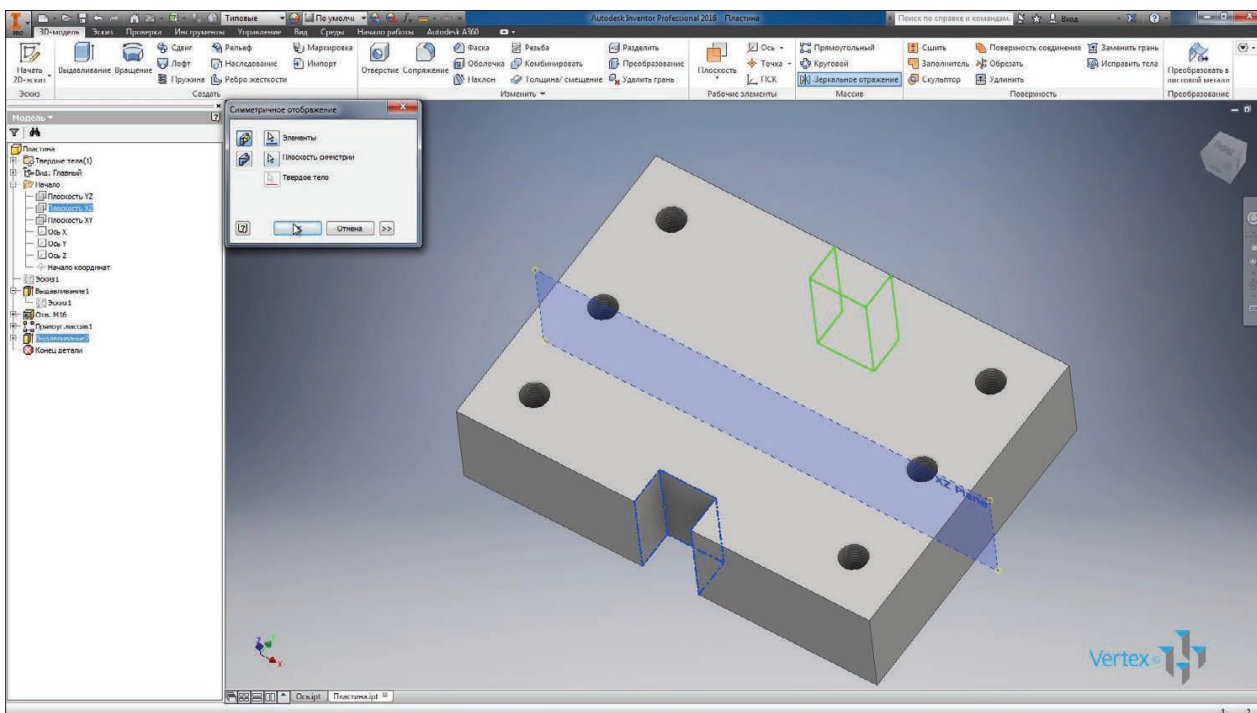 Типовые
По умолч
Autodesk Inventor Professional 2016 Пластина
Поиск по справке и командам.
Вход
PRO
3D-модель Эскиз Проверка Инструменты Управление Вид Среды Начало работы Autodesk A360
Начать
2D-эскиз
Выдавливание Вращение
Сдвиг
Лофт
Пружина
Рельеф
Наследование
Ребро жесткости
Маркировка
Импорт
Отверстие Сопряжение
Фаска
Оболочка
Наклон
Резьба
Комбинировать
Толщина/ смещение
Разделить
Преобразование
Удалить грань
Плоскость
Ось
Точка
ПСК
Прямоугольный
Круговой
Зеркальное отражение
Сшить
Заполнитель
Скульптор
Поверхность соединения
Обрезать
Удлинить
Заменить грань
Исправить тела
Преобразовать в
листовой металл
Эскиз Создать Изменить Рабочие элементы Массив Поверхность Преобразование
Модель
Пластина
Твердые тела(1)
Вид: Главный
Начало
Плоскость YZ
Плоскость XZ
Плоскость XY
Ось X
Ось Y
Ось Z
Начало координат
Эскиз1
Выдавливание1
Эскиз1
Отв. M16
Прямоуг.массив1
Выдавливание2
Конец детали
Симметричное отображение
Элементы
Плоскость симметрии
Твердое тело
Отмена >>
XZ Plane
Z
X
Vertex
Ось.ipt Пластина.ipt